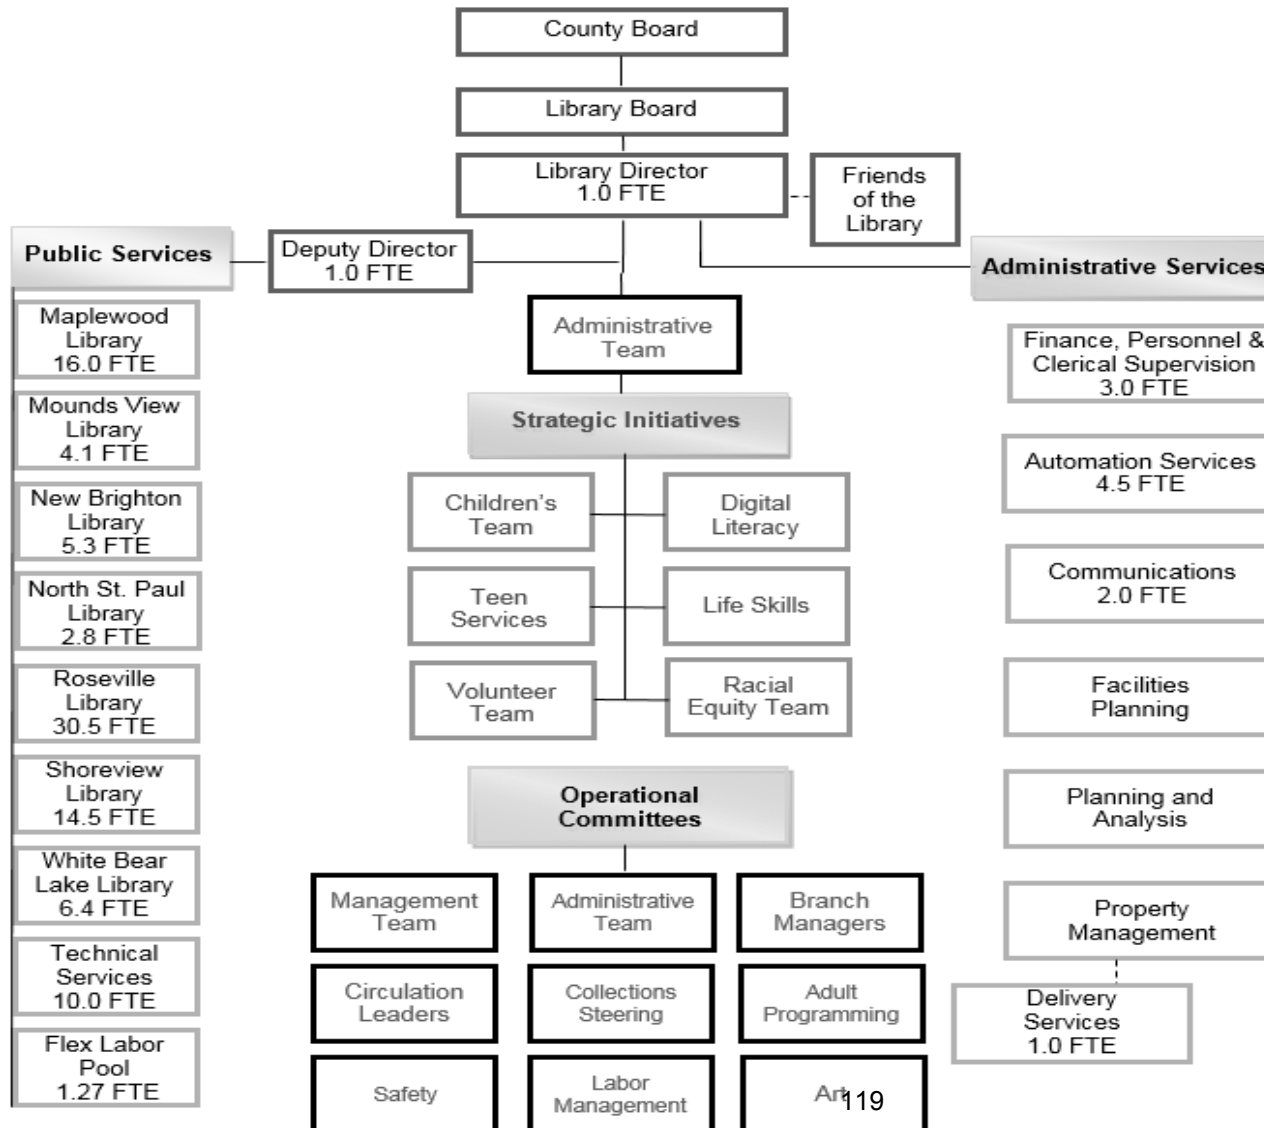 County Board
Library Board
Library Director
1.0 FTE
Friends
of the
Library
Public Services
Deputy Director
1.0 FTE
Administrative Services
Maplewood
Library
16.0 FTE
Mounds View
Library
4.1 FTE
New Brighton
Library
5.3 FTE
North St. Paul
Library
2.8 FTE
Roseville
Library
30.5 FTE
Shoreview
Library
14.5 FTE
White Bear
Lake Library
6.4 FTE
Technical
Services
10.0 FTE
Flex Labor
Pool
1.27 FTE
Administrative
Team
Strategic Initiatives
Children's
Team
Digital
Literacy
Teen
Services
Life Skills
Volunteer
Team
Racial
Equity Team
Operational
Committees
Management
Team
Administrative
Team
Branch
Managers
Circulation
Leaders
Collections
Steering
Adult
Programming
Safety
Labor
Management
Art
Finance, Personnel &
Clerical Supervision
3.0 FTE
Automation Services
4.5 FTE
Communications
2.0 FTE
Facilities
Planning
Planning and
Analysis
Property
Management
Delivery
Services
1.0 FTE
119